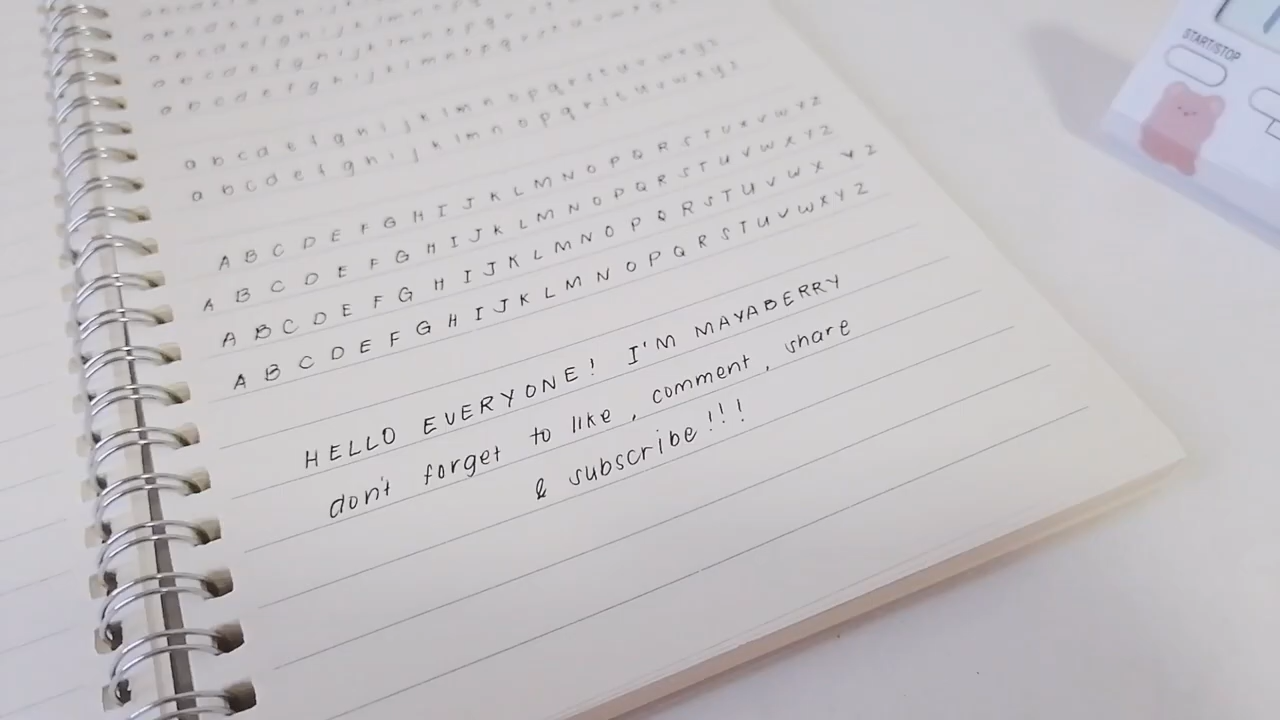 a b c d e f g h i j k l m n o p q r s t u v w x y z
a b c d e f g h i j k l m n o p q r s t u v w x y z
A B C D E F G H I J K L M N O P Q R S T U V W X Y Z
A B C D E F G H I J K L M N O P Q R S T U V W X Y Z
A B C D E F G H I J K L M N O P Q R S T U V W X Y Z
A B C D E F G H I J K L M N O P Q R S T U V W X Y Z
HELLO EVERYONE! I'M MAYABERRY
don't forget to like, comment, share
& subscribe!!!
START/STOP